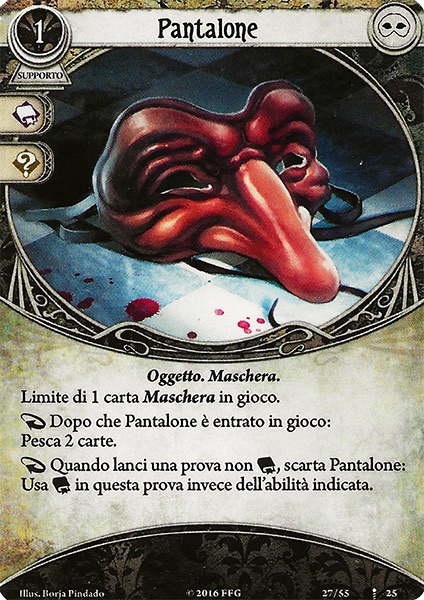 1
Pantalone
SUPPORTO
?
Oggetto. Maschera.
Limite di 1 carta Maschera in gioco.
Dopo che Pantalone è entrato in gioco:
Pesca 2 carte.
Quando lanci una prova non , scarta Pantalone:
Usa in questa prova invece dell'abilità indicata.
Illus. Borja Pindado © 2016 FFG 27/55 25